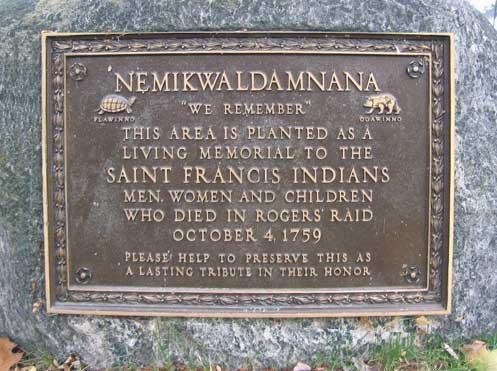 NEMIKWALDAMNANA
"WE REMEMBER"
FLAWINNO
OGAWINNO
THIS AREA IS PLANTED AS A
LIVING MEMORIAL TO THE
SAINT FRANCIS INDIANS
MEN, WOMEN AND CHILDREN
WHO DIED IN ROGERS' RAID
OCTOBER 4, 1759
PLEASE HELP TO PRESERVE THIS AS
A LASTING TRIBUTE IN THEIR HONOR